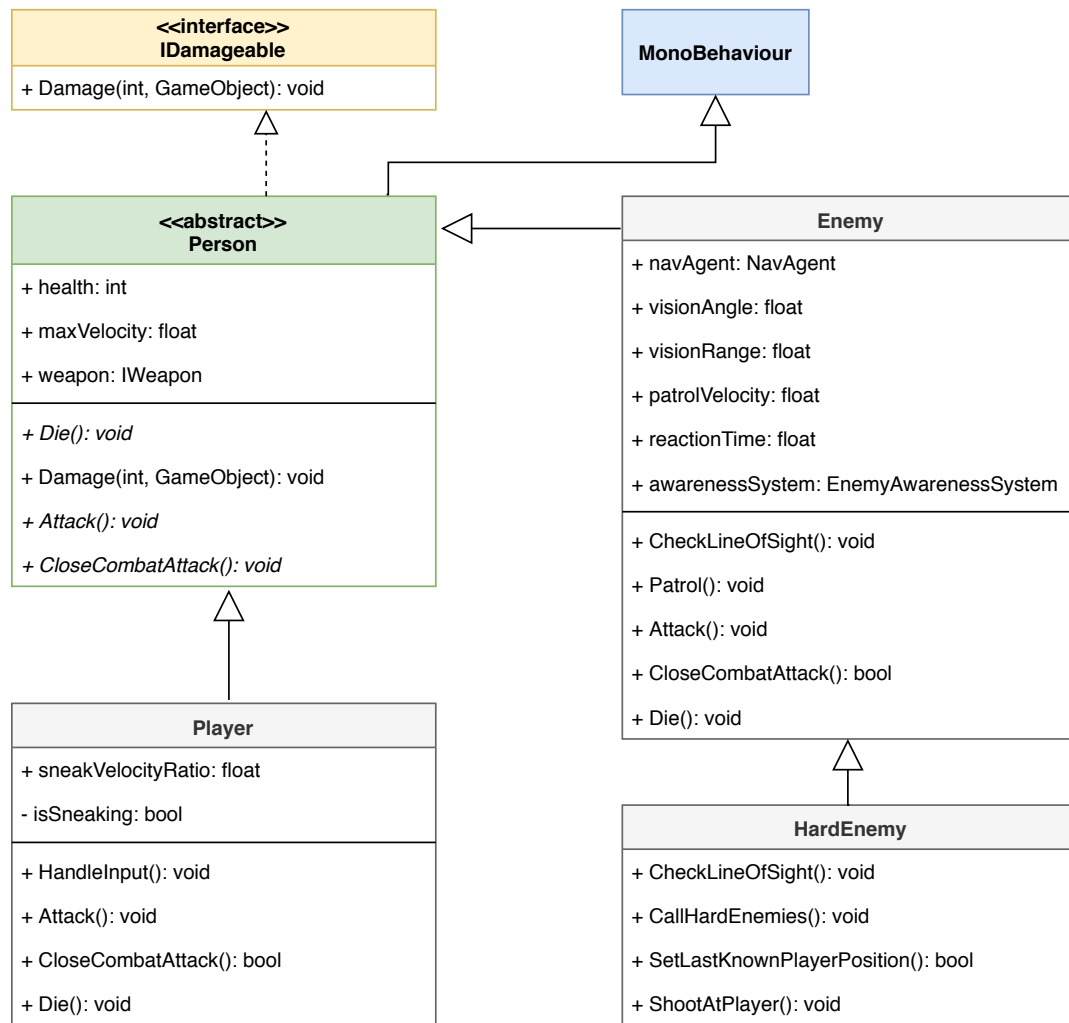 <<interface>>
IDamageable
+ Damage(int, GameObject): void
MonoBehaviour
<<abstract>>
Person
+ health: int
+ maxVelocity: float
+ weapon: IWeapon
+ Die(): void
+ Damage(int, GameObject): void
+ Attack(): void
+ CloseCombatAttack(): void
Enemy
+ navAgent: NavAgent
+ visionAngle: float
+ visionRange: float
+ patrolVelocity: float
+ reactionTime: float
+ awarenessSystem: EnemyAwarenessSystem
+ CheckLineOfSight(): void
+ Patrol(): void
+ Attack(): void
+ CloseCombatAttack(): bool
+ Die(): void
Player
+ sneakVelocityRatio: float
- isSneaking: bool
+ HandleInput(): void
+ Attack(): void
+ CloseCombatAttack(): bool
+ Die(): void
HardEnemy
+ CheckLineOfSight(): void
+ CallHardEnemies(): void
+ SetLastKnownPlayerPosition(): bool
+ ShootAtPlayer(): void